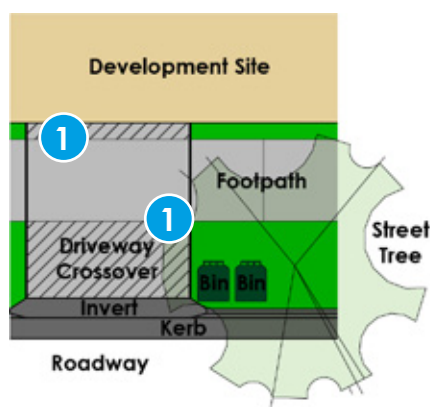 Development Site
1
Footpath
1
Street
Tree
Driveway
Crossover
Bin Bin
Invert
Kerb
Roadway